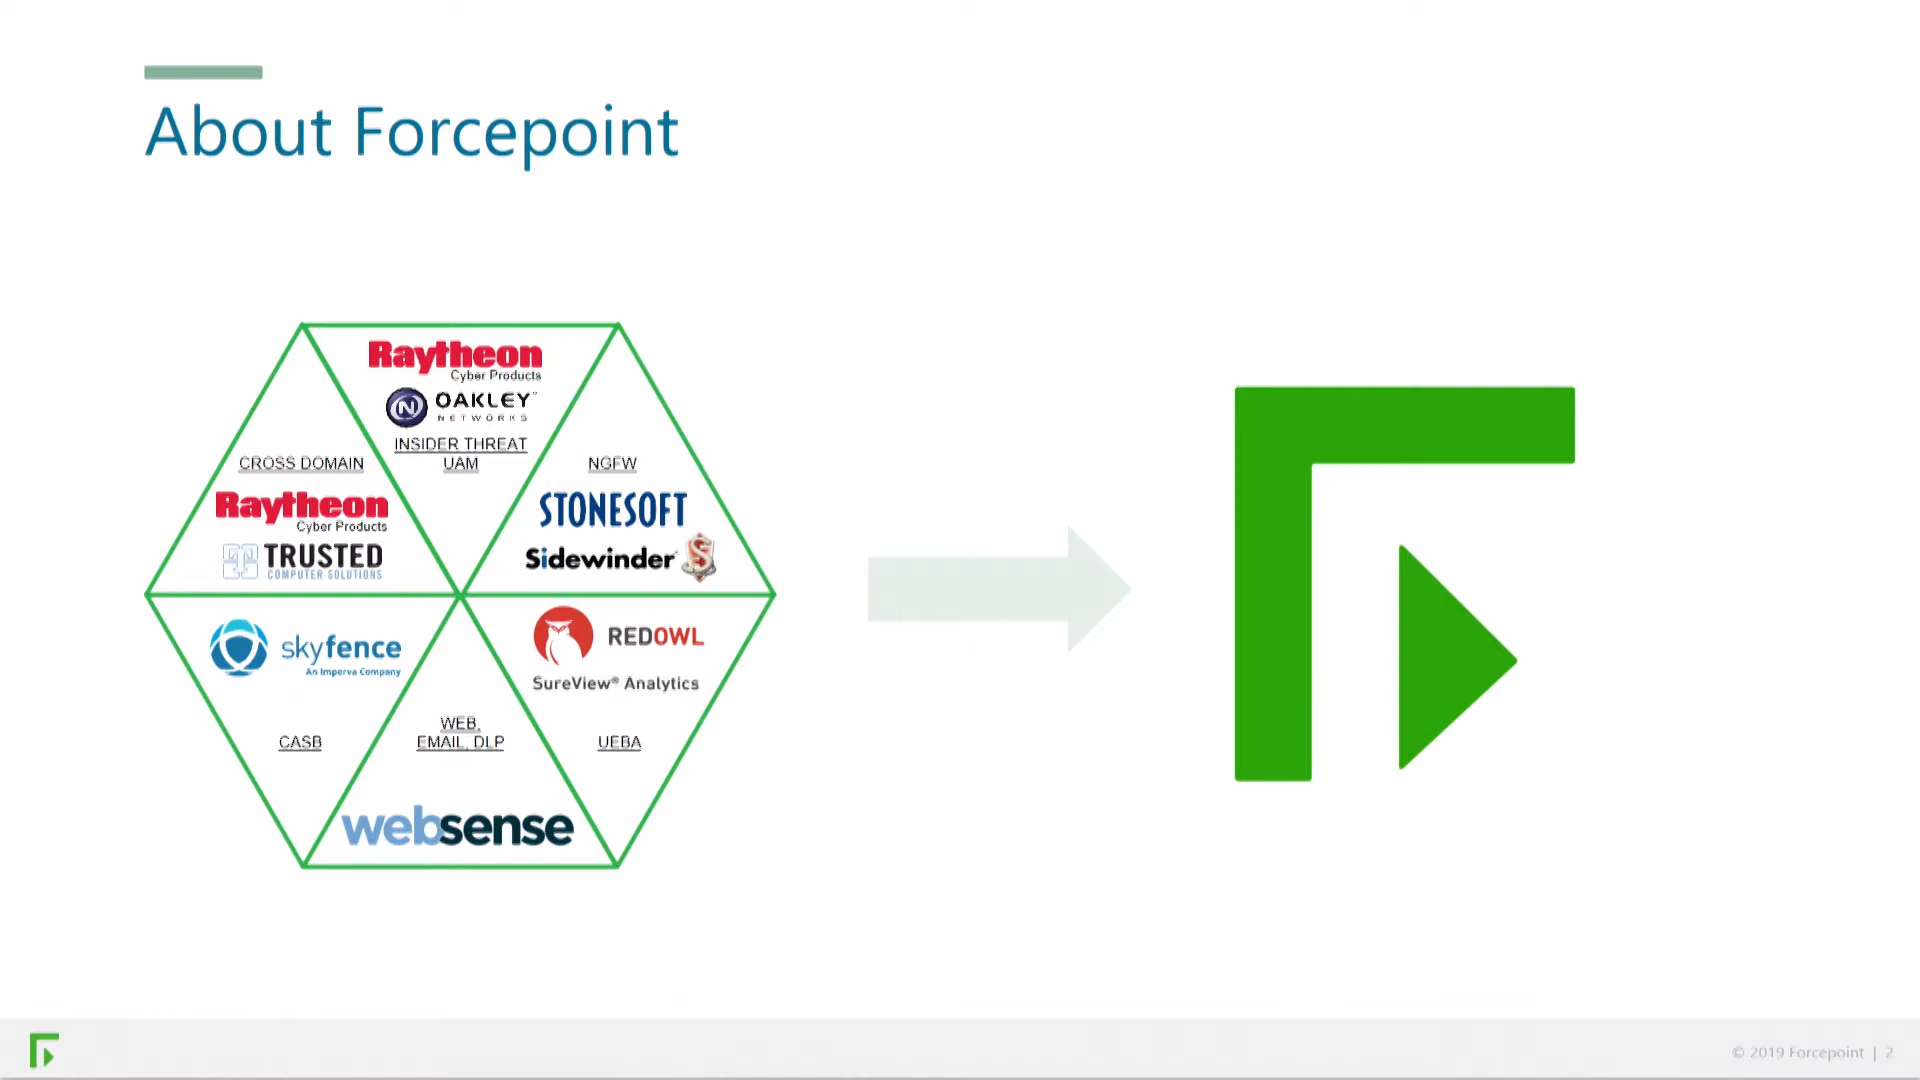 About Forcepoint
Raytheon
Cyber Products
OAKLEY™
NETWORKS
INSIDER THREAT
UAM
CROSS DOMAIN
Raytheon
Cyber Products
TRUSTED
COMPUTER SOLUTIONS
NGFW
STONESOFT
Sidewinder
skyfence
An Imperva Company
CASB
WEB,
EMAIL, DLP
websense
REDOWL
SureView® Analytics
UEBA
© 2019 Forcepoint | 2